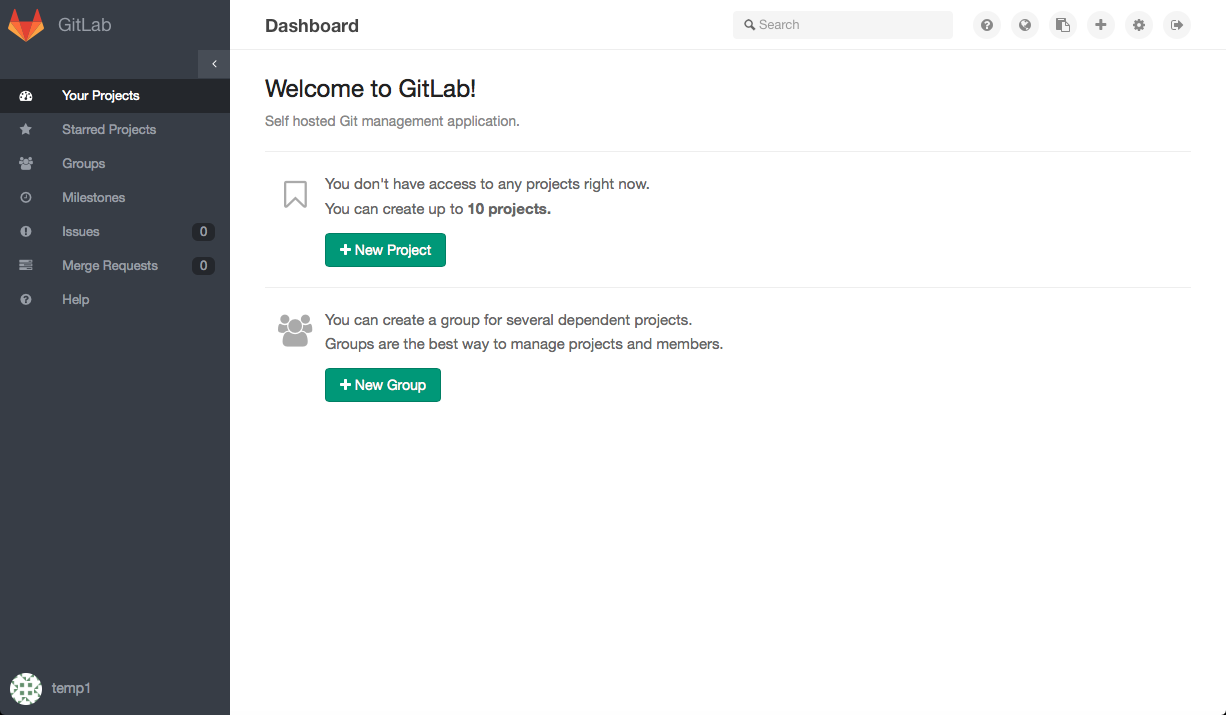 GitLab
Dashboard
Search
Your Projects
Starred Projects
Groups
Milestones
Issues 0
Merge Requests 0
Help
temp1
Welcome to GitLab!
Self hosted Git management application.
You don't have access to any projects right now.
You can create up to 10 projects.
New Project
You can create a group for several dependent projects.
Groups are the best way to manage projects and members.
New Group